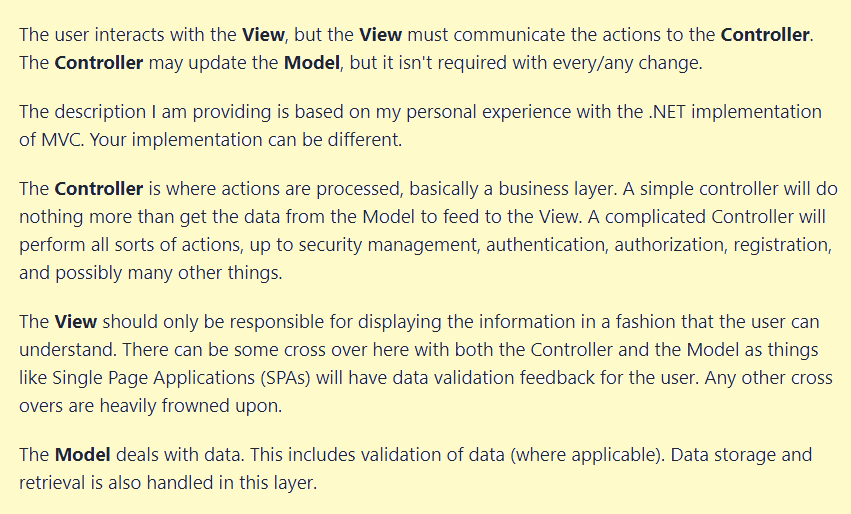 The user interacts with the View, but the View must communicate the actions to the Controller.
The Controller may update the Model, but it isn't required with every/any change.
The description I am providing is based on my personal experience with the .NET implementation
of MVC. Your implementation can be different.
The Controller is where actions are processed, basically a business layer. A simple controller will do
nothing more than get the data from the Model to feed to the View. A complicated Controller will
perform all sorts of actions, up to security management, authentication, authorization, registration,
and possibly many other things.
The View should only be responsible for displaying the information in a fashion that the user can
understand. There can be some cross over here with both the Controller and the Model as things
like Single Page Applications (SPAs) will have data validation feedback for the user. Any other cross
overs are heavily frowned upon.
The Model deals with data. This includes validation of data (where applicable). Data storage and
retrieval is also handled in this layer.